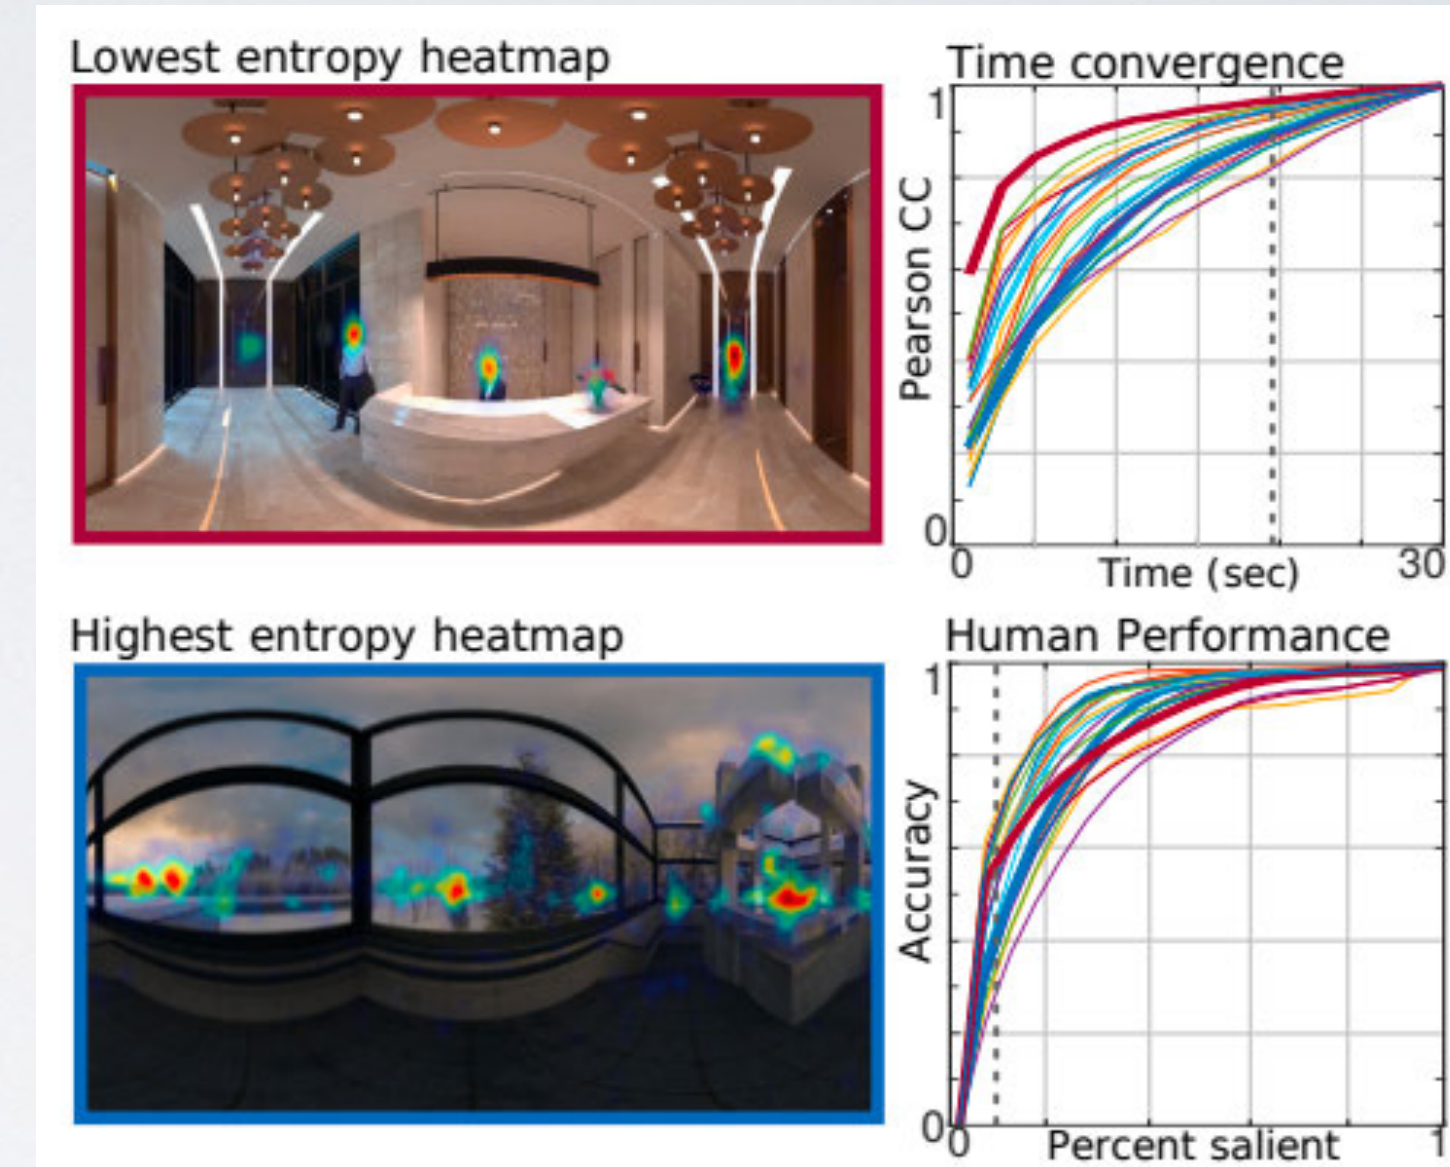 Lowest entropy heatmap
Time convergence
1
Pearson CC
0
0
Time (sec)
30
Highest entropy heatmap
Human Performance
1
Accuracy
0
0
Percent salient
1